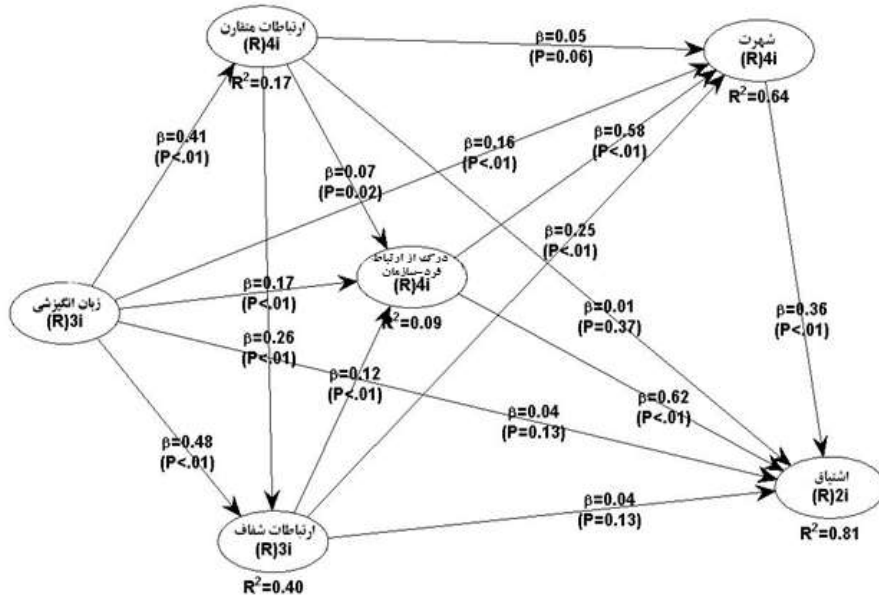 ارتباطات متقارن
(R)4i
R²=0.17
β=0.05
(P=0.06)
شهرت
(R)4i
R²=0.64
β=0.41
(P<.01)
β=0.16
(P<.01)
β=0.58
(P<.01)
β=0.07
(P=0.02)
β=0.25
(P<.01)
درک از ارتباط
فرد-سازمان
(R)4i
R²=0.09
زبان انگیزشی
(R)3i
β=0.17
(P<.01)
β=0.26
(P<.01)
β=0.01
(P=0.37)
β=0.36
(P<.01)
β=0.12
(P<.01)
β=0.62
(P<.01)
β=0.04
(P=0.13)
β=0.48
(P<.01)
اشتیاق
(R)2i
R²=0.81
ارتباطات شفاف
(R)3i
R²=0.40
β=0.04
(P=0.13)